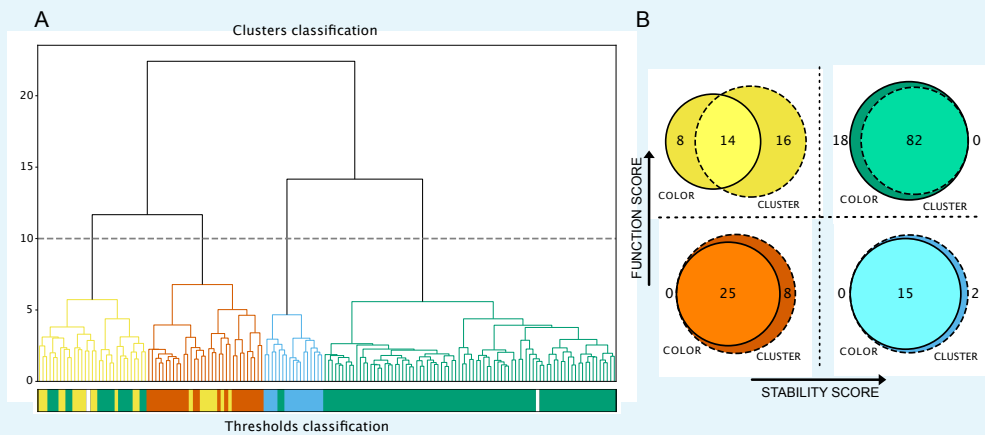 A
Clusters classification
20
15
10
5
0
Thresholds classification
B
FUNCTION SCORE
8 14 16
COLOR
CLUSTER
18 82 0
COLOR
CLUSTER
0 25 8
COLOR
CLUSTER
0 15 2
COLOR
CLUSTER
STABILITY SCORE